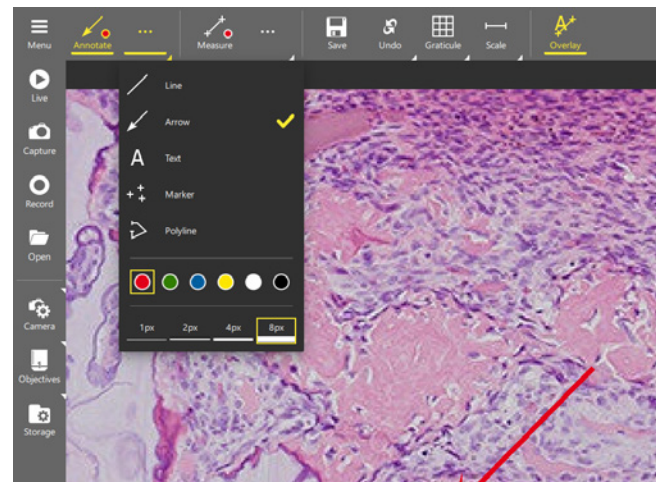 Menu
Annotate
...
Measure
...
Save
Undo
Graticule
Scale
Overlay
Live
Capture
Record
Open
Camera
Objectives
Storage
Line
Arrow
A Text
Marker
Polyline
1px 2px 4px 8px